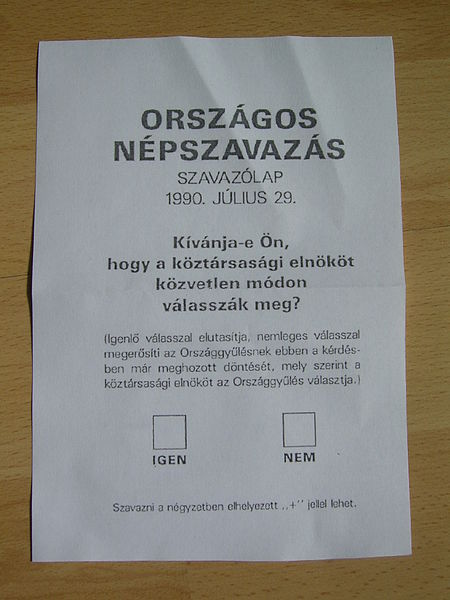 ORSZÁGOS
NÉPSZAVAZÁS
SZAVAZÓLAP
1990. JÚLIUS 29.
Kívánja-e Ön,
hogy a köztársasági elnököt
közvetlen módon
válasszák meg?
(Igenlő válasszal elutasítja, nemleges válasszal
megerősíti az Országgyűlésnek ebben a kérdés-
ben már meghozott döntését, mely szerint a
köztársasági elnököt az Országgyűlés választja.)
IGEN NEM
Szavazni a négyzetben elhelyezett ,,+'' jellel lehet.